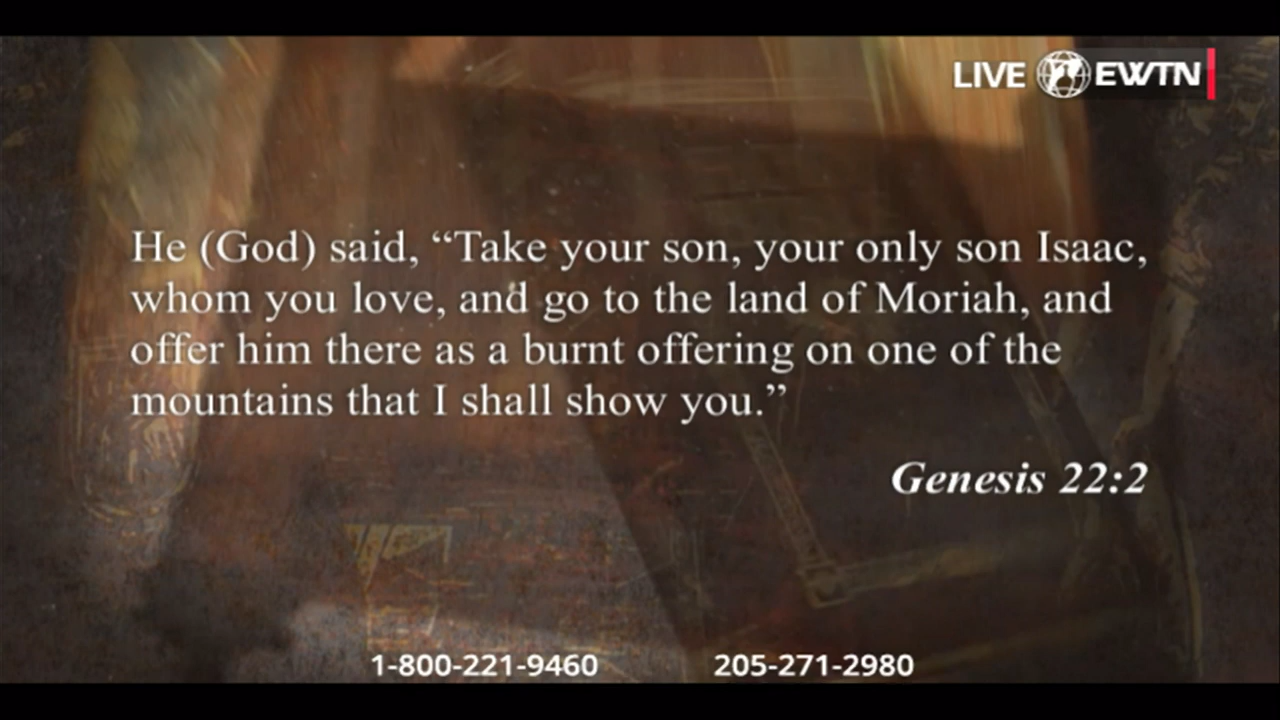 LIVE EWTN
He (God) said, “Take your son, your only son Isaac,
whom you love, and go to the land of Moriah, and
offer him there as a burnt offering on one of the
mountains that I shall show you.”
Genesis 22:2
1-800-221-9460 205-271-2980